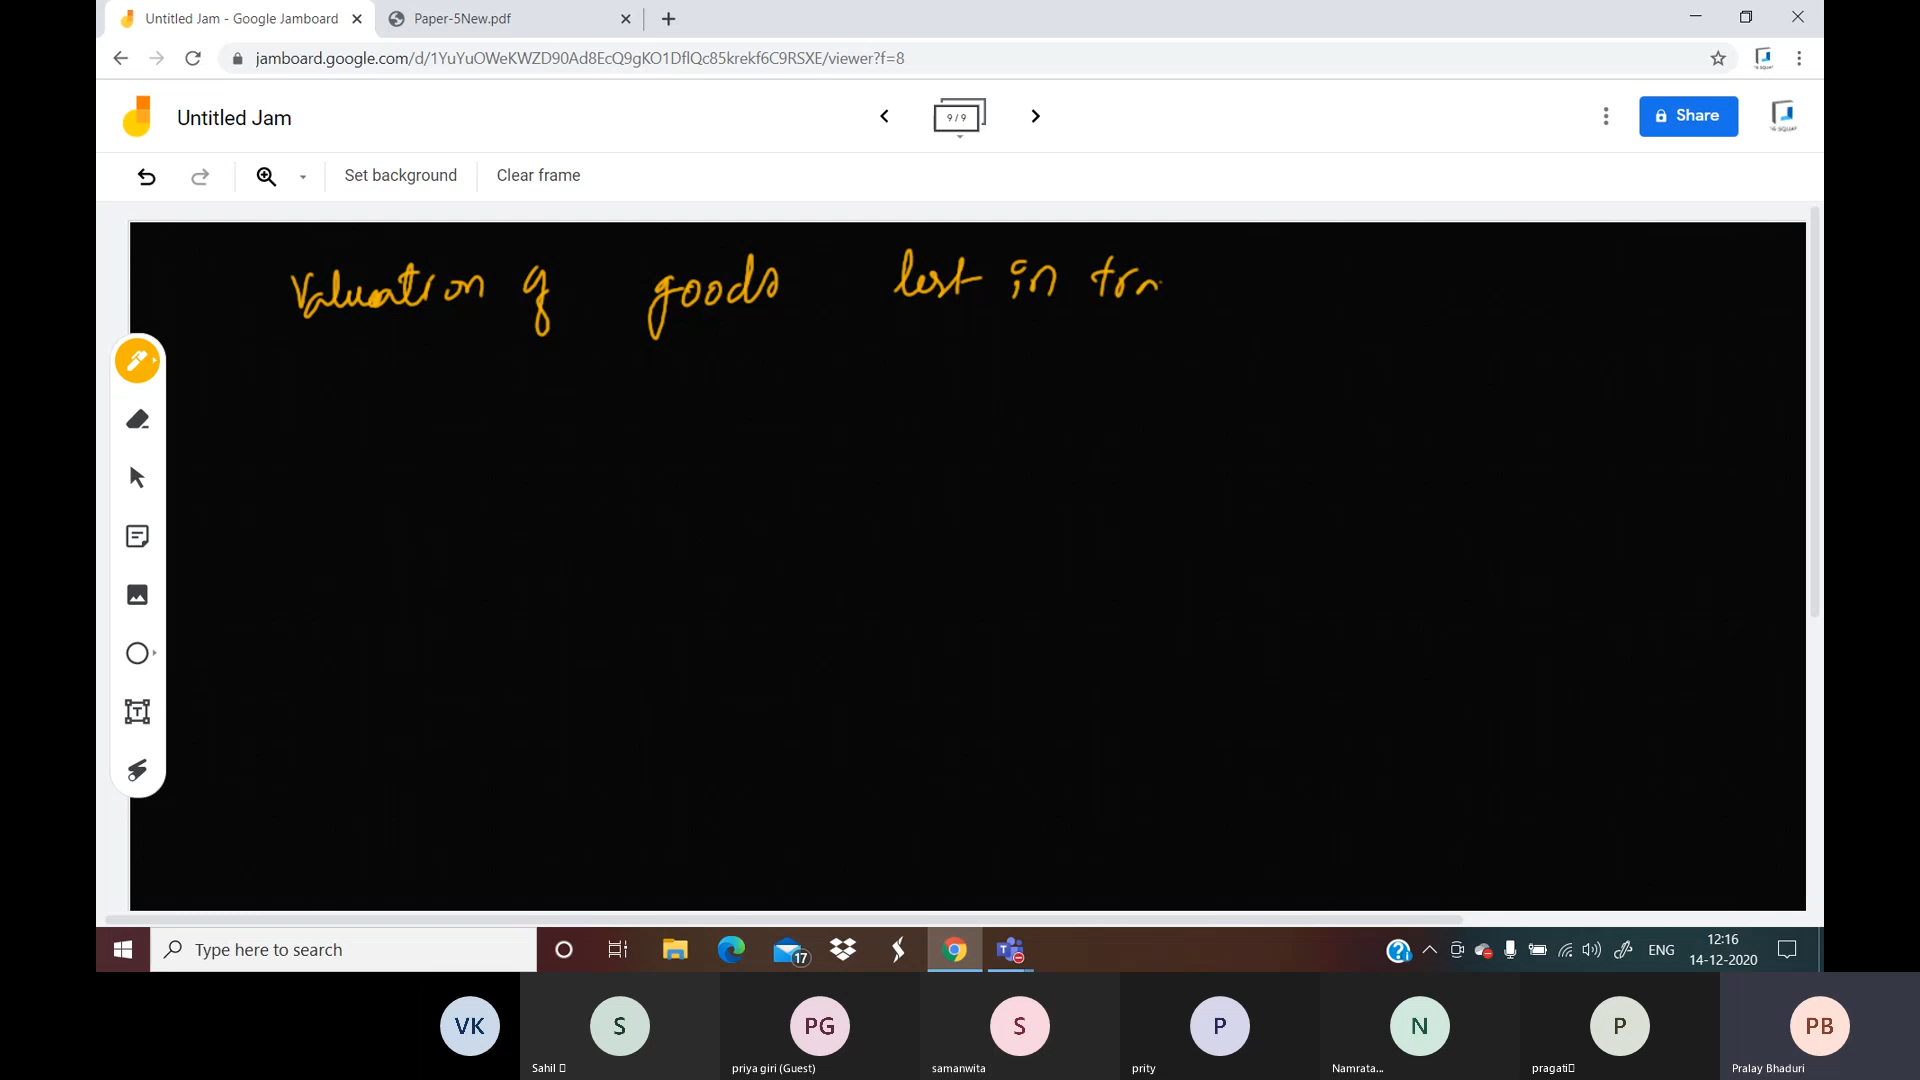 Untitled Jam - Google Jamboard
Paper-5New.pdf
jamboard.google.com/d/1YuYuOWeKWZD90Ad8EcQ9gKO1DflQc85krekf6C9RSXE/viewer?f=8
Untitled Jam
9 / 9
Share
Set background
Clear frame
Valuation of goods lost in tra
Type here to search
17
ENG
12:16
14-12-2020
VK
S
PG
S
P
N
P
PB
Sahil
priya giri (Guest)
samanwita
prity
Namrata...
pragati
Pralay Bhaduri